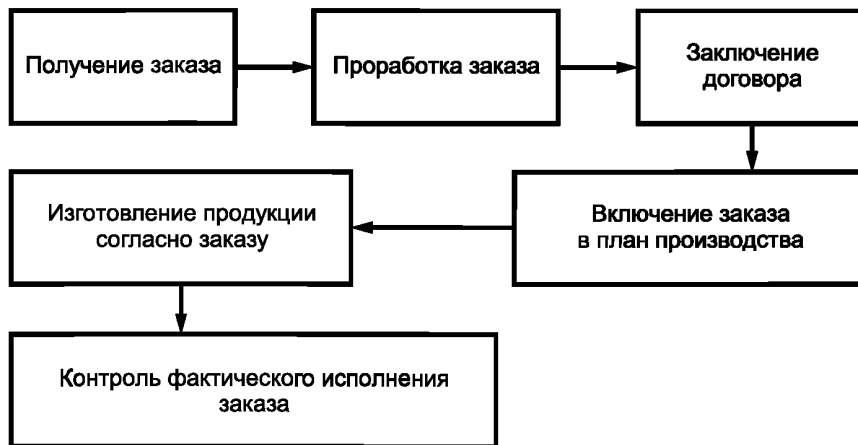 Получение заказа
Проработка заказа
Заключение
договора
Включение заказа
в план производства
Изготовление продукции
согласно заказу
Контроль фактического исполнения
заказа